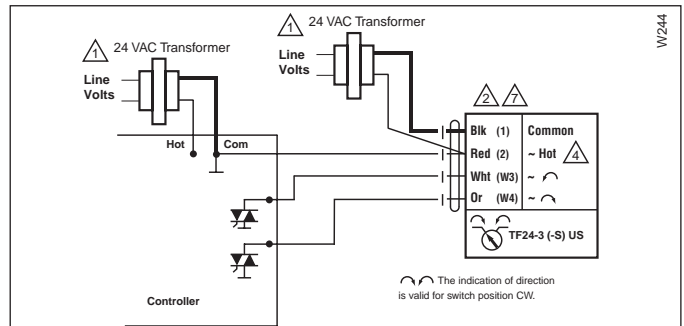 W244
1 24 VAC Transformer
1 24 VAC Transformer
Line
Volts
Line
Volts
2 7
Hot Com
Blk (1) Common
Red (2) ~ Hot 4
Wht (W3) ~
Or (W4) ~
TF24-3 (-S) US
The indication of direction
is valid for switch position CW.
Controller